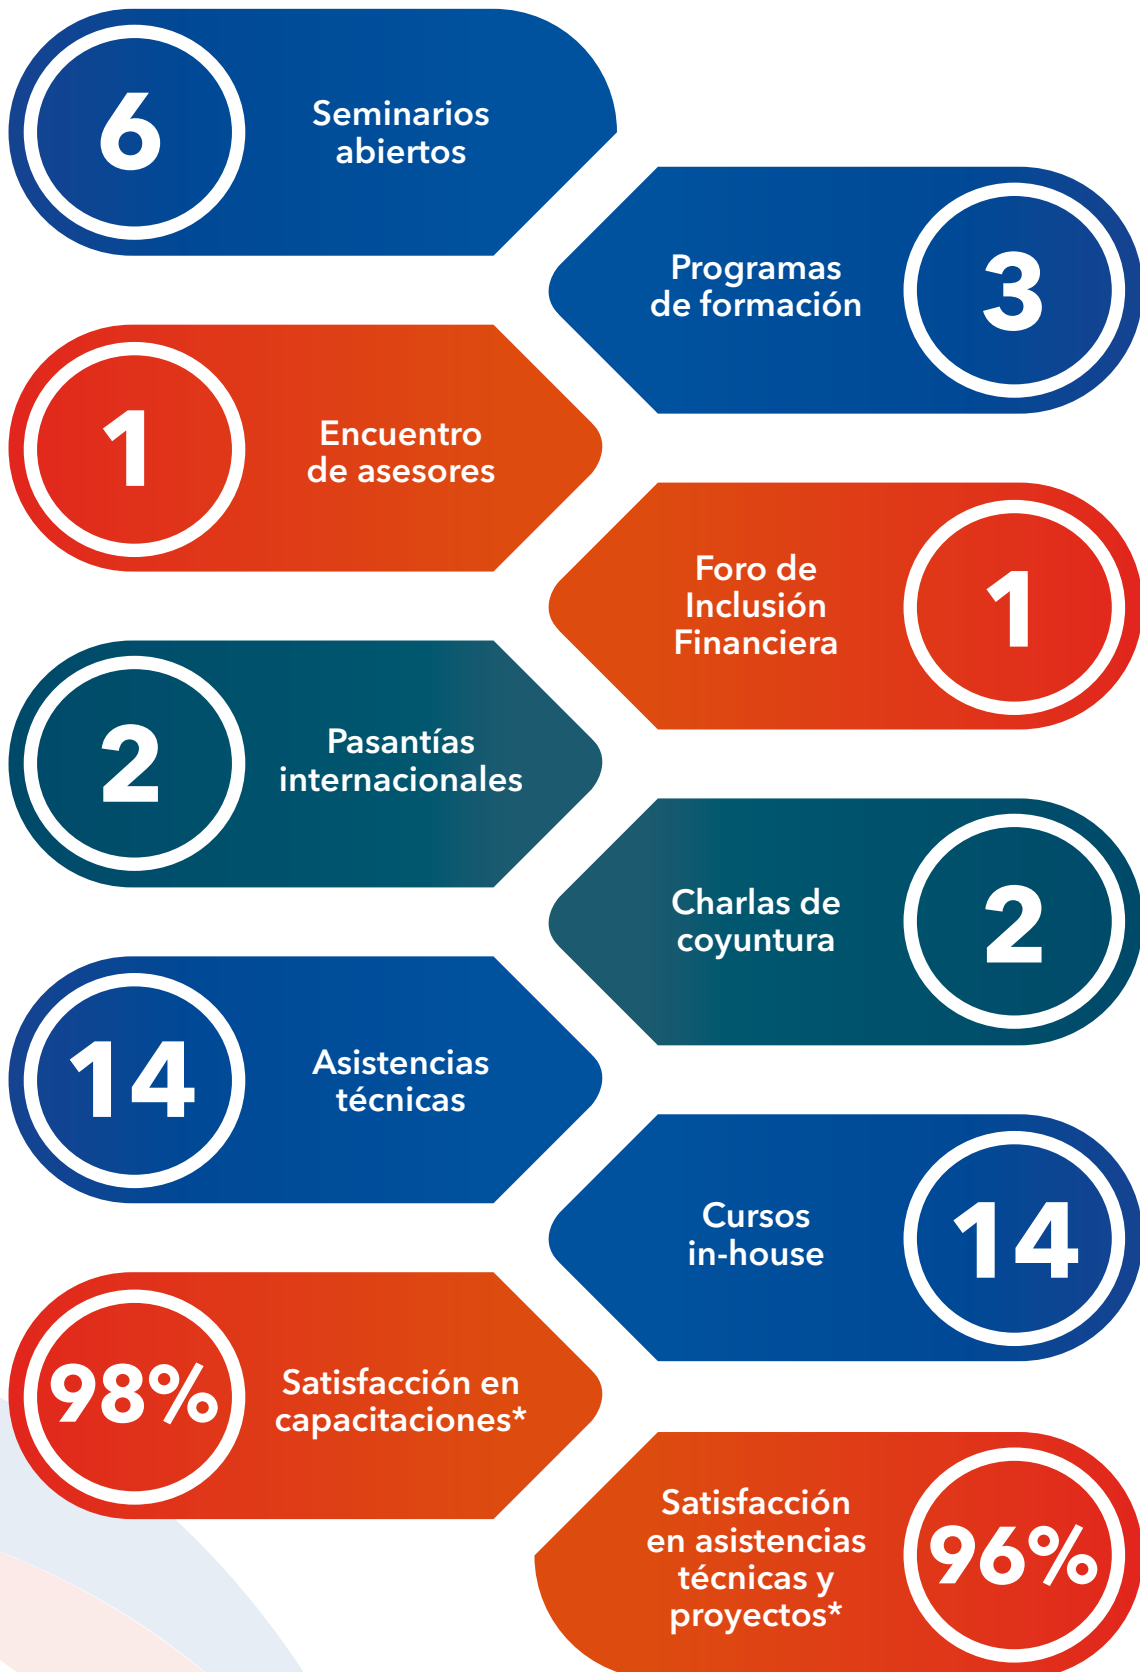 6
Seminarios
abiertos
Programas
de formación
3
1
Encuentro
de asesores
Foro de
Inclusión
Financiera
1
2
Pasantías
internacionales
Charlas de
coyuntura
2
14
Asistencias
técnicas
Cursos
in-house
14
98%
Satisfacción en
capacitaciones*
Satisfacción
en asistencias
técnicas y
proyectos*
96%